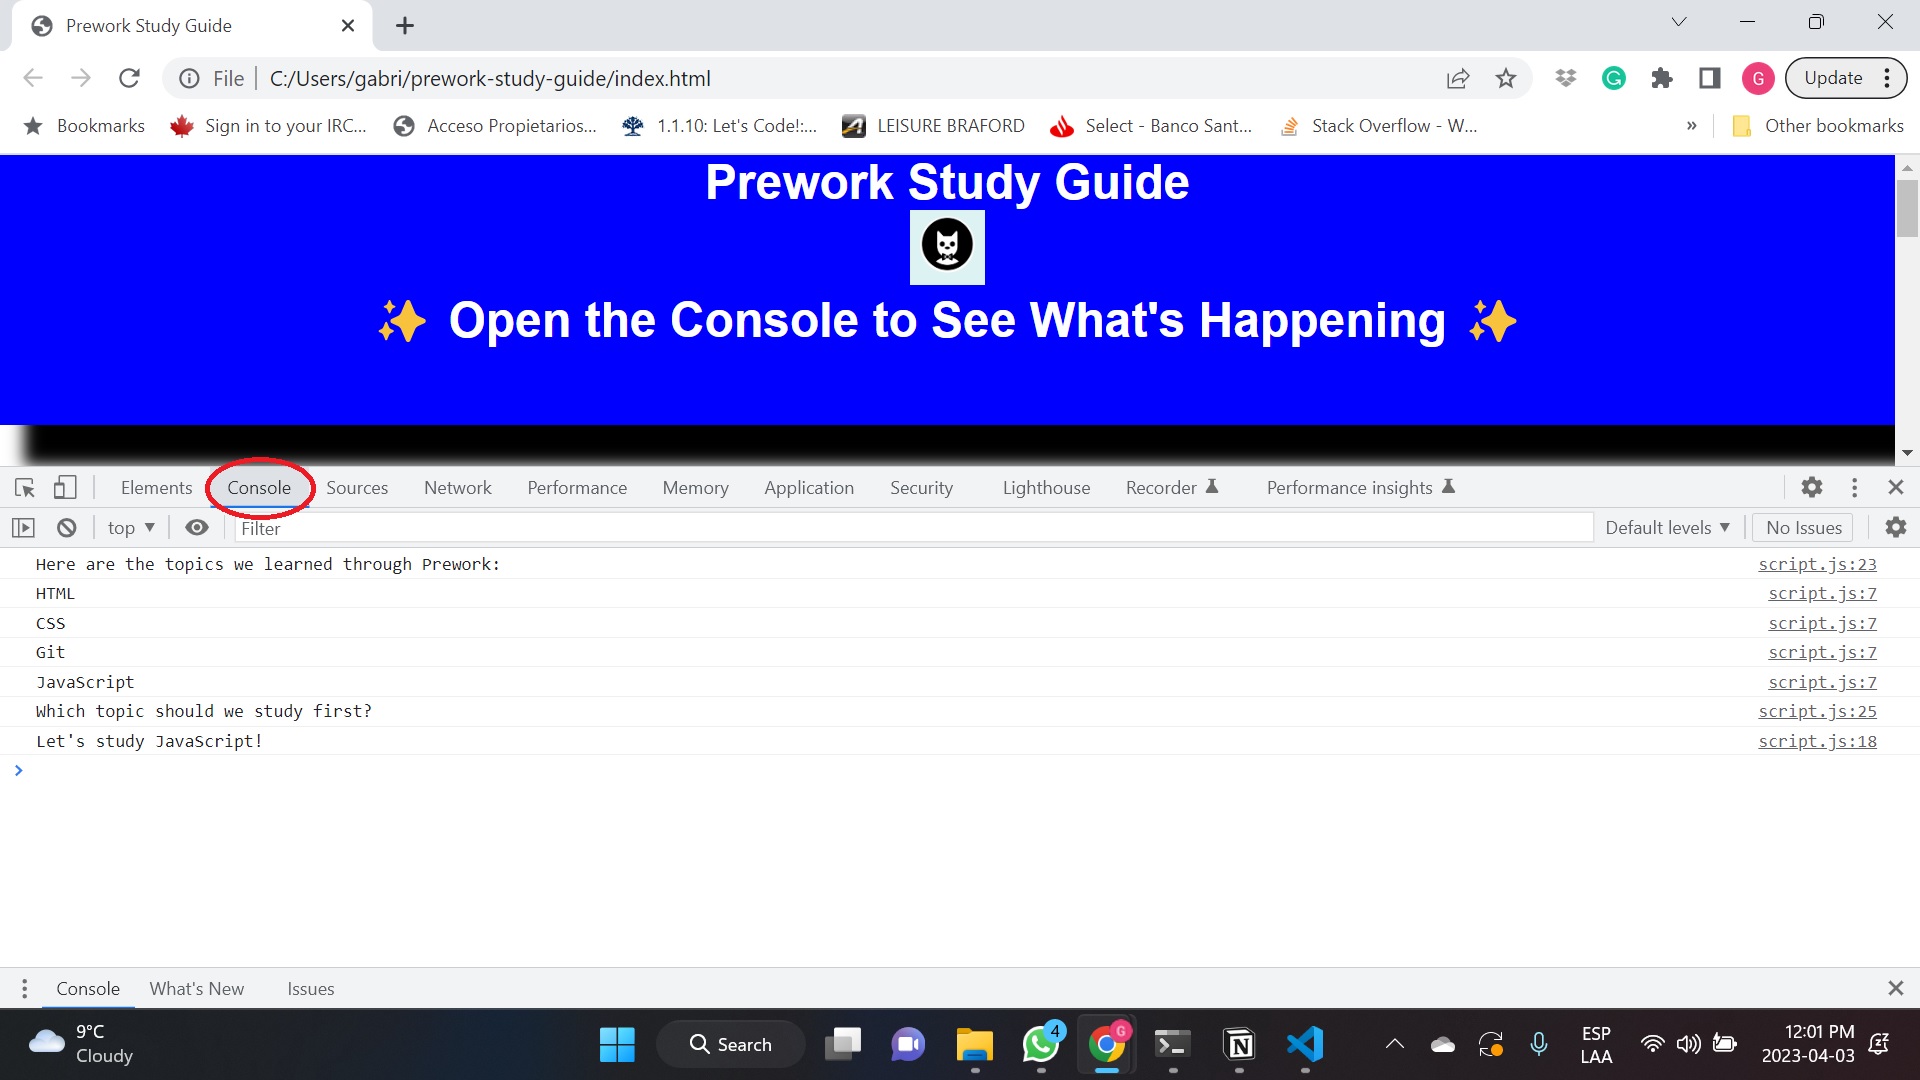 Prework Study Guide
File C:/Users/gabri/prework-study-guide/index.html G Update
Bookmarks Sign in to your IRC... Acceso Propietarios... 1.1.10: Let's Code!:... LEISURE BRAFORD Select - Banco Sant... Stack Overflow - W... » Other bookmarks
Prework Study Guide
✨ Open the Console to See What's Happening ✨
Elements Console Sources Network Performance Memory Application Security Lighthouse Recorder Performance insights
top Filter Default levels No Issues
Here are the topics we learned through Prework: script.js:23
HTML script.js:7
CSS script.js:7
Git script.js:7
JavaScript script.js:7
Which topic should we study first? script.js:25
Let's study JavaScript! script.js:18
Console What's New Issues
9°C
Cloudy
Search
4
G
ESP
LAA
12:01 PM
2023-04-03